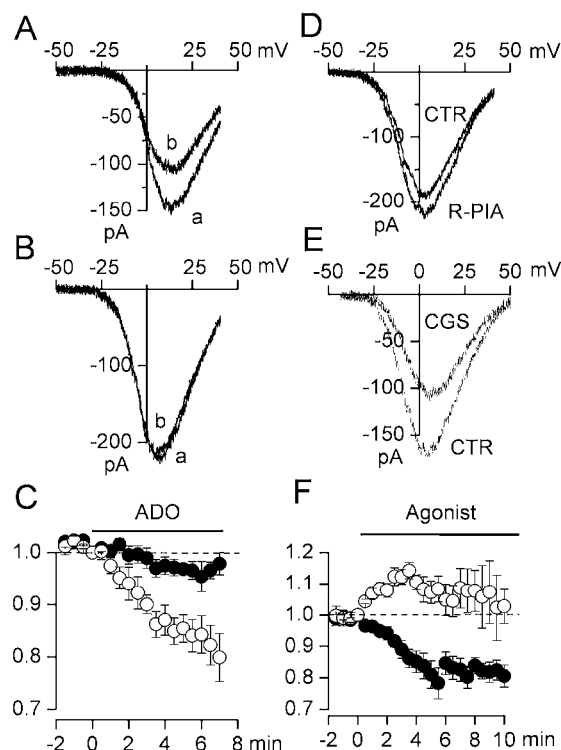 A
-50 -25 25 50 mV
-50
b
-100
-150
pA
a
D
-50 -25 25 50 mV
CTR
-100
-200
pA
R-PIA
B
-50 -25 25 50 mV
-100
b
-200
pA
a
E
-50 -25 0 25 50 mV
-50
CGS
-100
-150
pA
CTR
C
ADO
1.0
0.9
0.8
0.7
-2 0 2 4 6 8 min
F
Agonist
1.2
1.1
1.0
0.9
0.8
0.7
-2 0 2 4 6 8 10 min